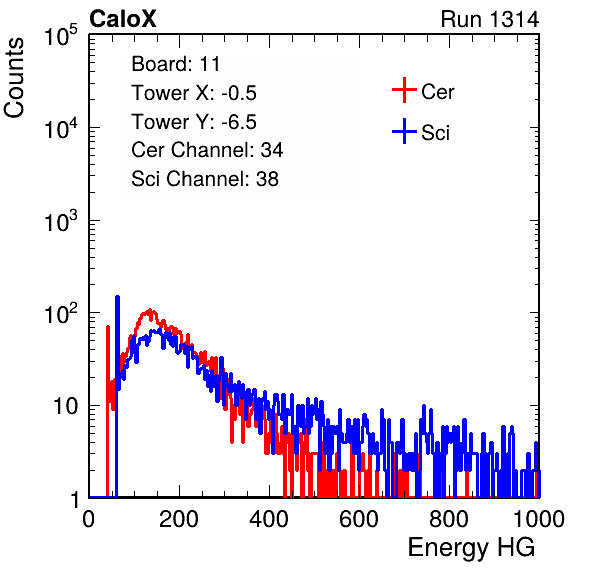 CaloX Run 1314
Counts
10^5
10^4
10^3
10^2
10
1
Board: 11
Tower X: -0.5
Tower Y: -6.5
Cer Channel: 34
Sci Channel: 38
Cer
Sci
0 200 400 600 800 1000
Energy HG